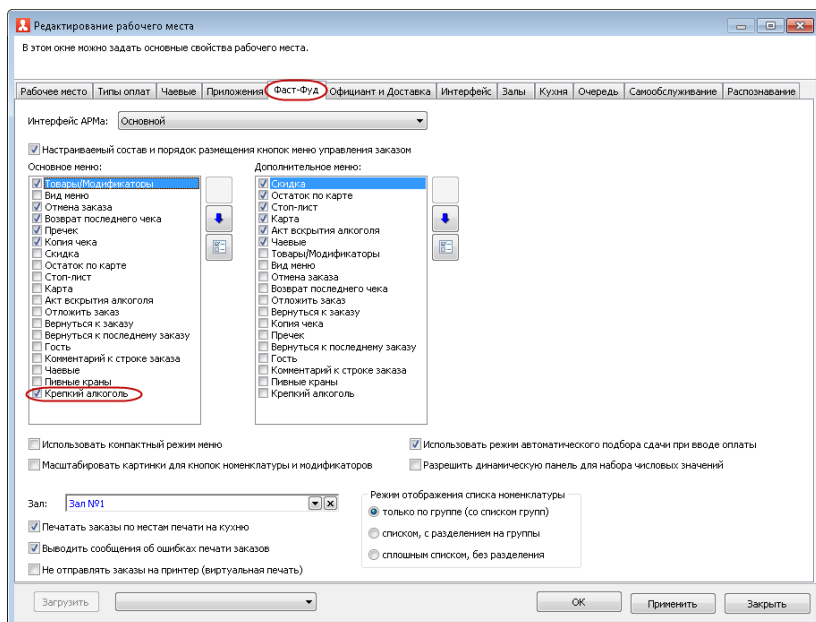 Редактирование рабочего места
В этом окне можно задать основные свойства рабочего места.
Рабочее место Типы оплат Чаевые Приложения Фаст-Фуд Официант и Доставка Интерфейс Залы Кухня Очередь Самообслуживание Распознавание
Интерфейс АРМа: Основной
Настраиваемый состав и порядок размещения кнопок меню управления заказом
Основное меню:
Товары/Модификаторы
Вид меню
Отмена заказа
Возврат последнего чека
Пречек
Копия чека
Скидка
Остаток по карте
Стоп-лист
Карта
Акт вскрытия алкоголя
Отложить заказ
Вернуться к заказу
Вернуться к последнему заказу
Гость
Комментарий к строке заказа
Чаевые
Пивные краны
Крепкий алкоголь
Дополнительное меню:
Скидка
Остаток по карте
Стоп-лист
Карта
Акт вскрытия алкоголя
Чаевые
Товары/Модификаторы
Вид меню
Отмена заказа
Возврат последнего чека
Отложить заказ
Вернуться к заказу
Копия чека
Пречек
Вернуться к последнему заказу
Гость
Комментарий к строке заказа
Пивные краны
Крепкий алкоголь
Использовать компактный режим меню
Использовать режим автоматического подбора сдачи при вводе оплаты
Масштабировать картинки для кнопок номенклатуры и модификаторов
Разрешить динамическую панель для набора числовых значений
Зал: Зал №1
Печатать заказы по местам печати на кухню
Выводить сообщения об ошибках печати заказов
Не отправлять заказы на принтер (виртуальная печать)
Режим отображения списка номенклатуры
только по группе (со списком групп)
списком, с разделением на группы
сплошным списком, без разделения
Загрузить
ОК
Применить
Закрыть